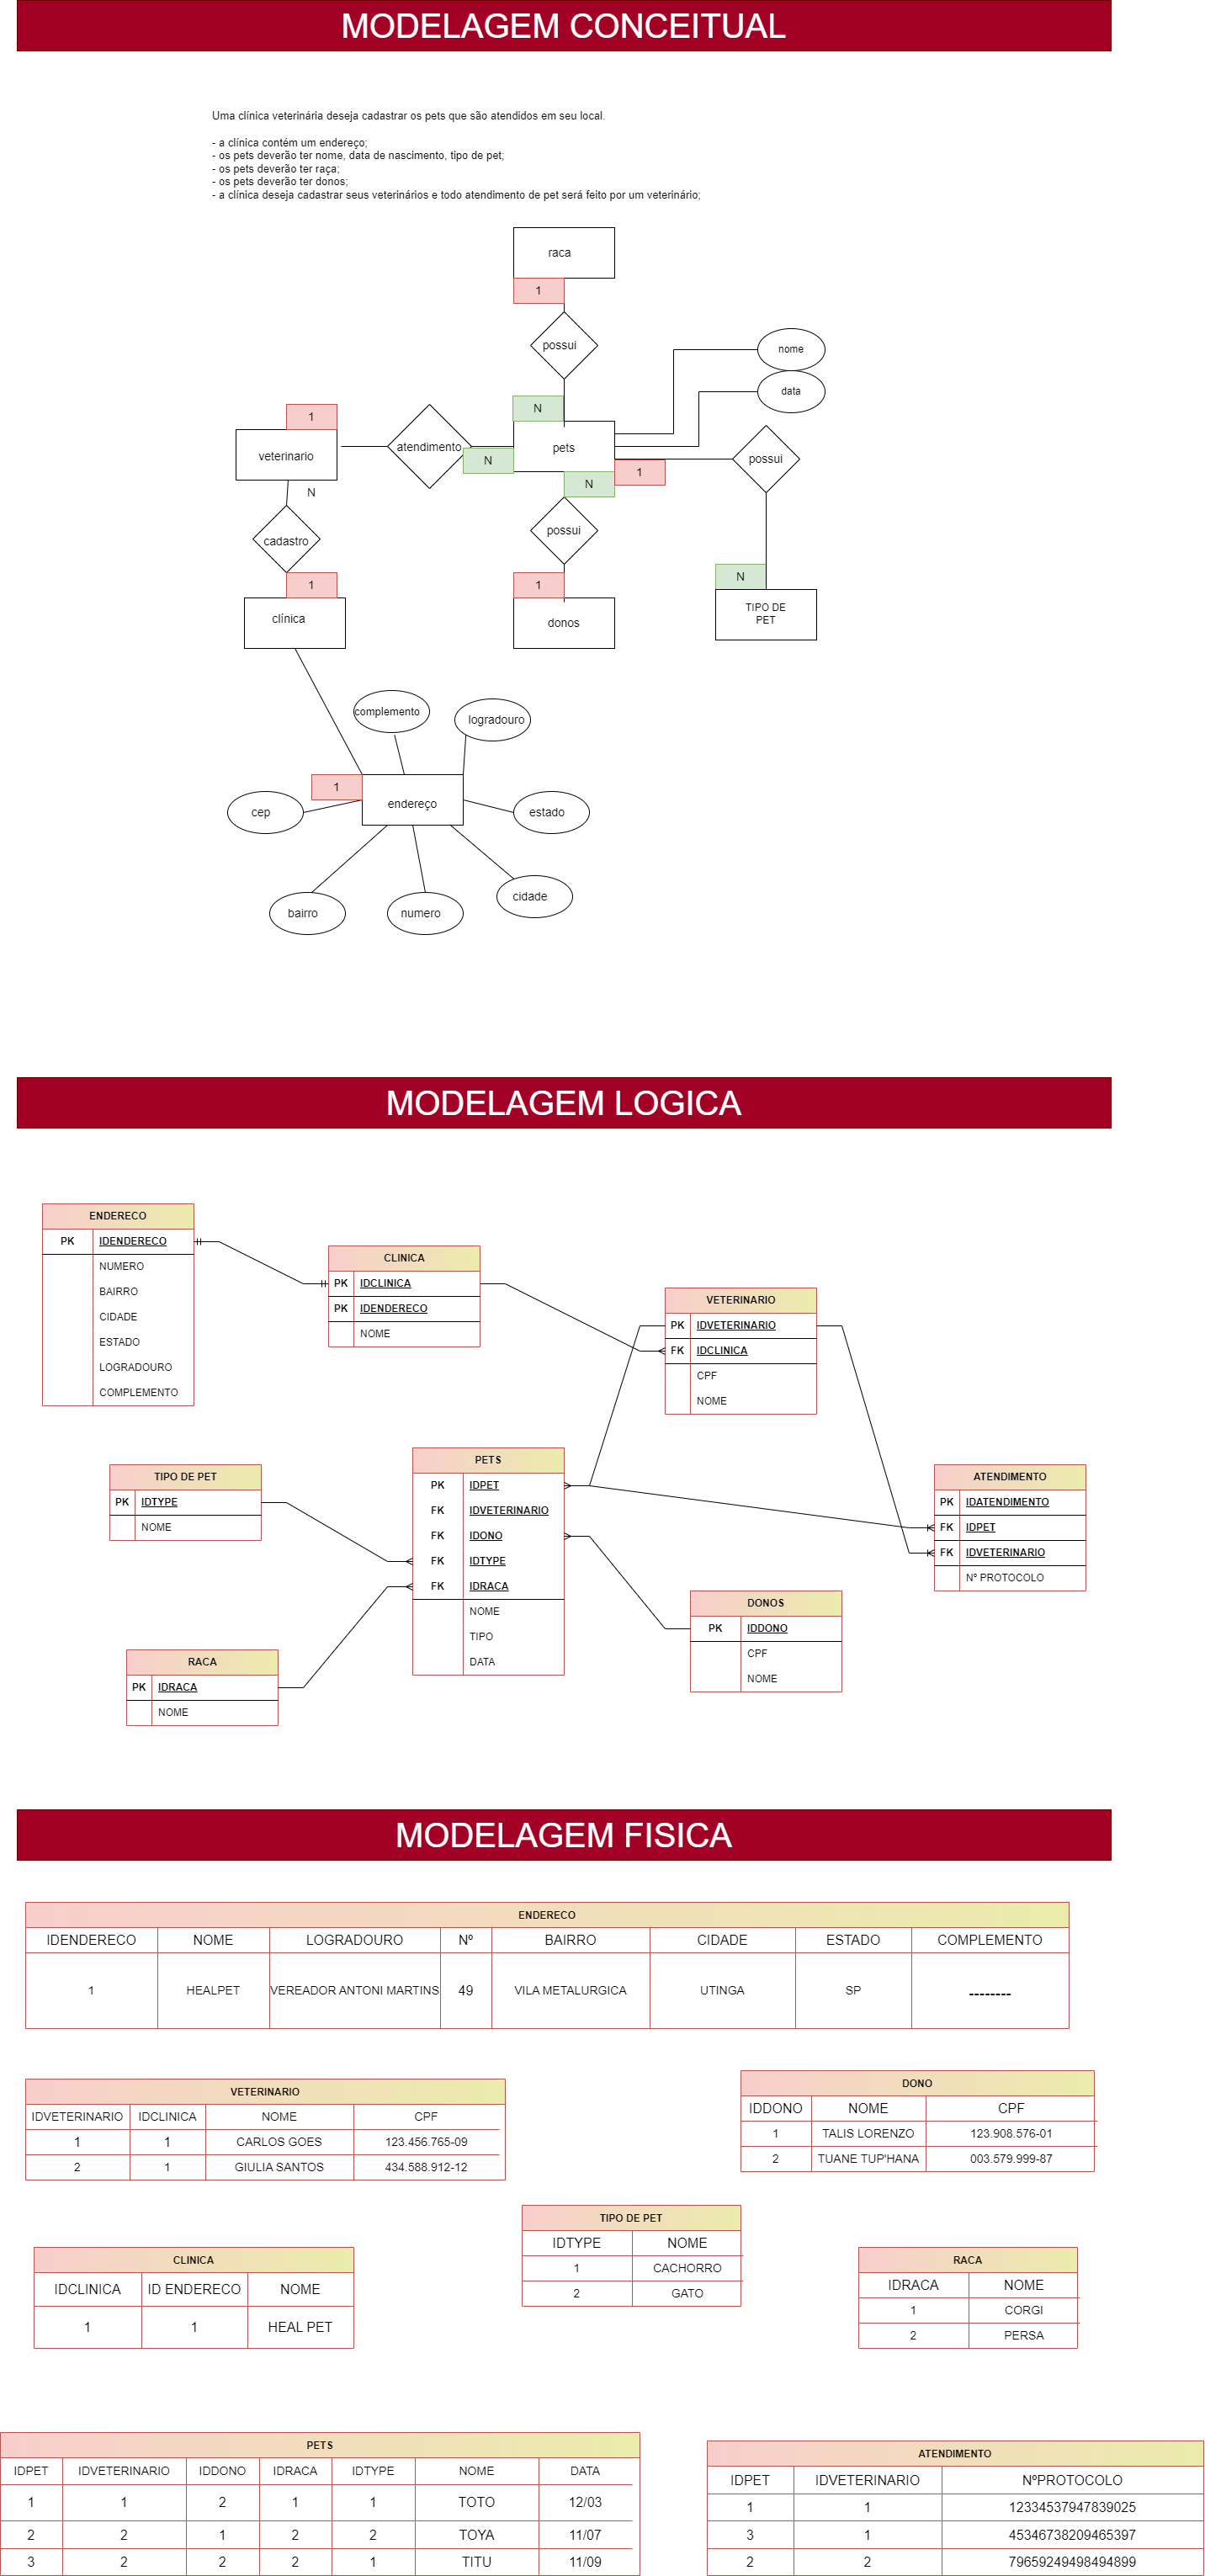 MODELAGEM CONCEITUAL
Uma clínica veterinária deseja cadastrar os pets que são atendidos em seu local.
- a clínica contém um endereço;
- os pets deverão ter nome, data de nascimento, tipo de pet;
- os pets deverão ter raça;
- os pets deverão ter donos;
- a clínica deseja cadastrar seus veterinários e todo atendimento de pet será feito por um veterinário;
raca
1
possui
nome
data
N
1
veterinario
atendimento
pets
possui
N
1
N
N
possui
cadastro
1
1
N
clínica
donos
TIPO DE
PET
complemento
logradouro
1
endereço
cep
estado
cidade
bairro
numero
MODELAGEM LOGICA
ENDERECO
PK IDENDERECO
NUMERO
BAIRRO
CIDADE
ESTADO
LOGRADOURO
COMPLEMENTO
CLINICA
PK IDCLINICA
PK IDENDERECO
NOME
VETERINARIO
PK IDVETERINARIO
FK IDCLINICA
CPF
NOME
TIPO DE PET
PK IDTYPE
NOME
PETS
PK IDPET
FK IDVETERINARIO
FK IDONO
FK IDTYPE
FK IDRACA
NOME
TIPO
DATA
ATENDIMENTO
PK IDATENDIMENTO
FK IDPET
FK IDVETERINARIO
Nº PROTOCOLO
DONOS
PK IDDONO
CPF
NOME
RACA
PK IDRACA
NOME
MODELAGEM FISICA
ENDERECO
IDENDERECO NOME LOGRADOURO Nº BAIRRO CIDADE ESTADO COMPLEMENTO
1 HEALPET VEREADOR ANTONI MARTINS 49 VILA METALURGICA UTINGA SP --------
VETERINARIO
IDVETERINARIO IDCLINICA NOME CPF
1 1 CARLOS GOES 123.456.765-09
2 1 GIULIA SANTOS 434.588.912-12
DONO
IDDONO NOME CPF
1 TALIS LORENZO 123.908.576-01
2 TUANE TUP'HANA 003.579.999-87
TIPO DE PET
IDTYPE NOME
1 CACHORRO
2 GATO
CLINICA
IDCLINICA ID ENDERECO NOME
1 1 HEAL PET
RACA
IDRACA NOME
1 CORGI
2 PERSA
PETS
IDPET IDVETERINARIO IDDONO IDRACA IDTYPE NOME DATA
1 1 2 1 1 TOTO 12/03
2 2 1 2 2 TOYA 11/07
3 2 2 2 1 TITU 11/09
ATENDIMENTO
IDPET IDVETERINARIO NºPROTOCOLO
1 1 12334537947839025
3 1 45346738209465397
2 2 79659249498494899